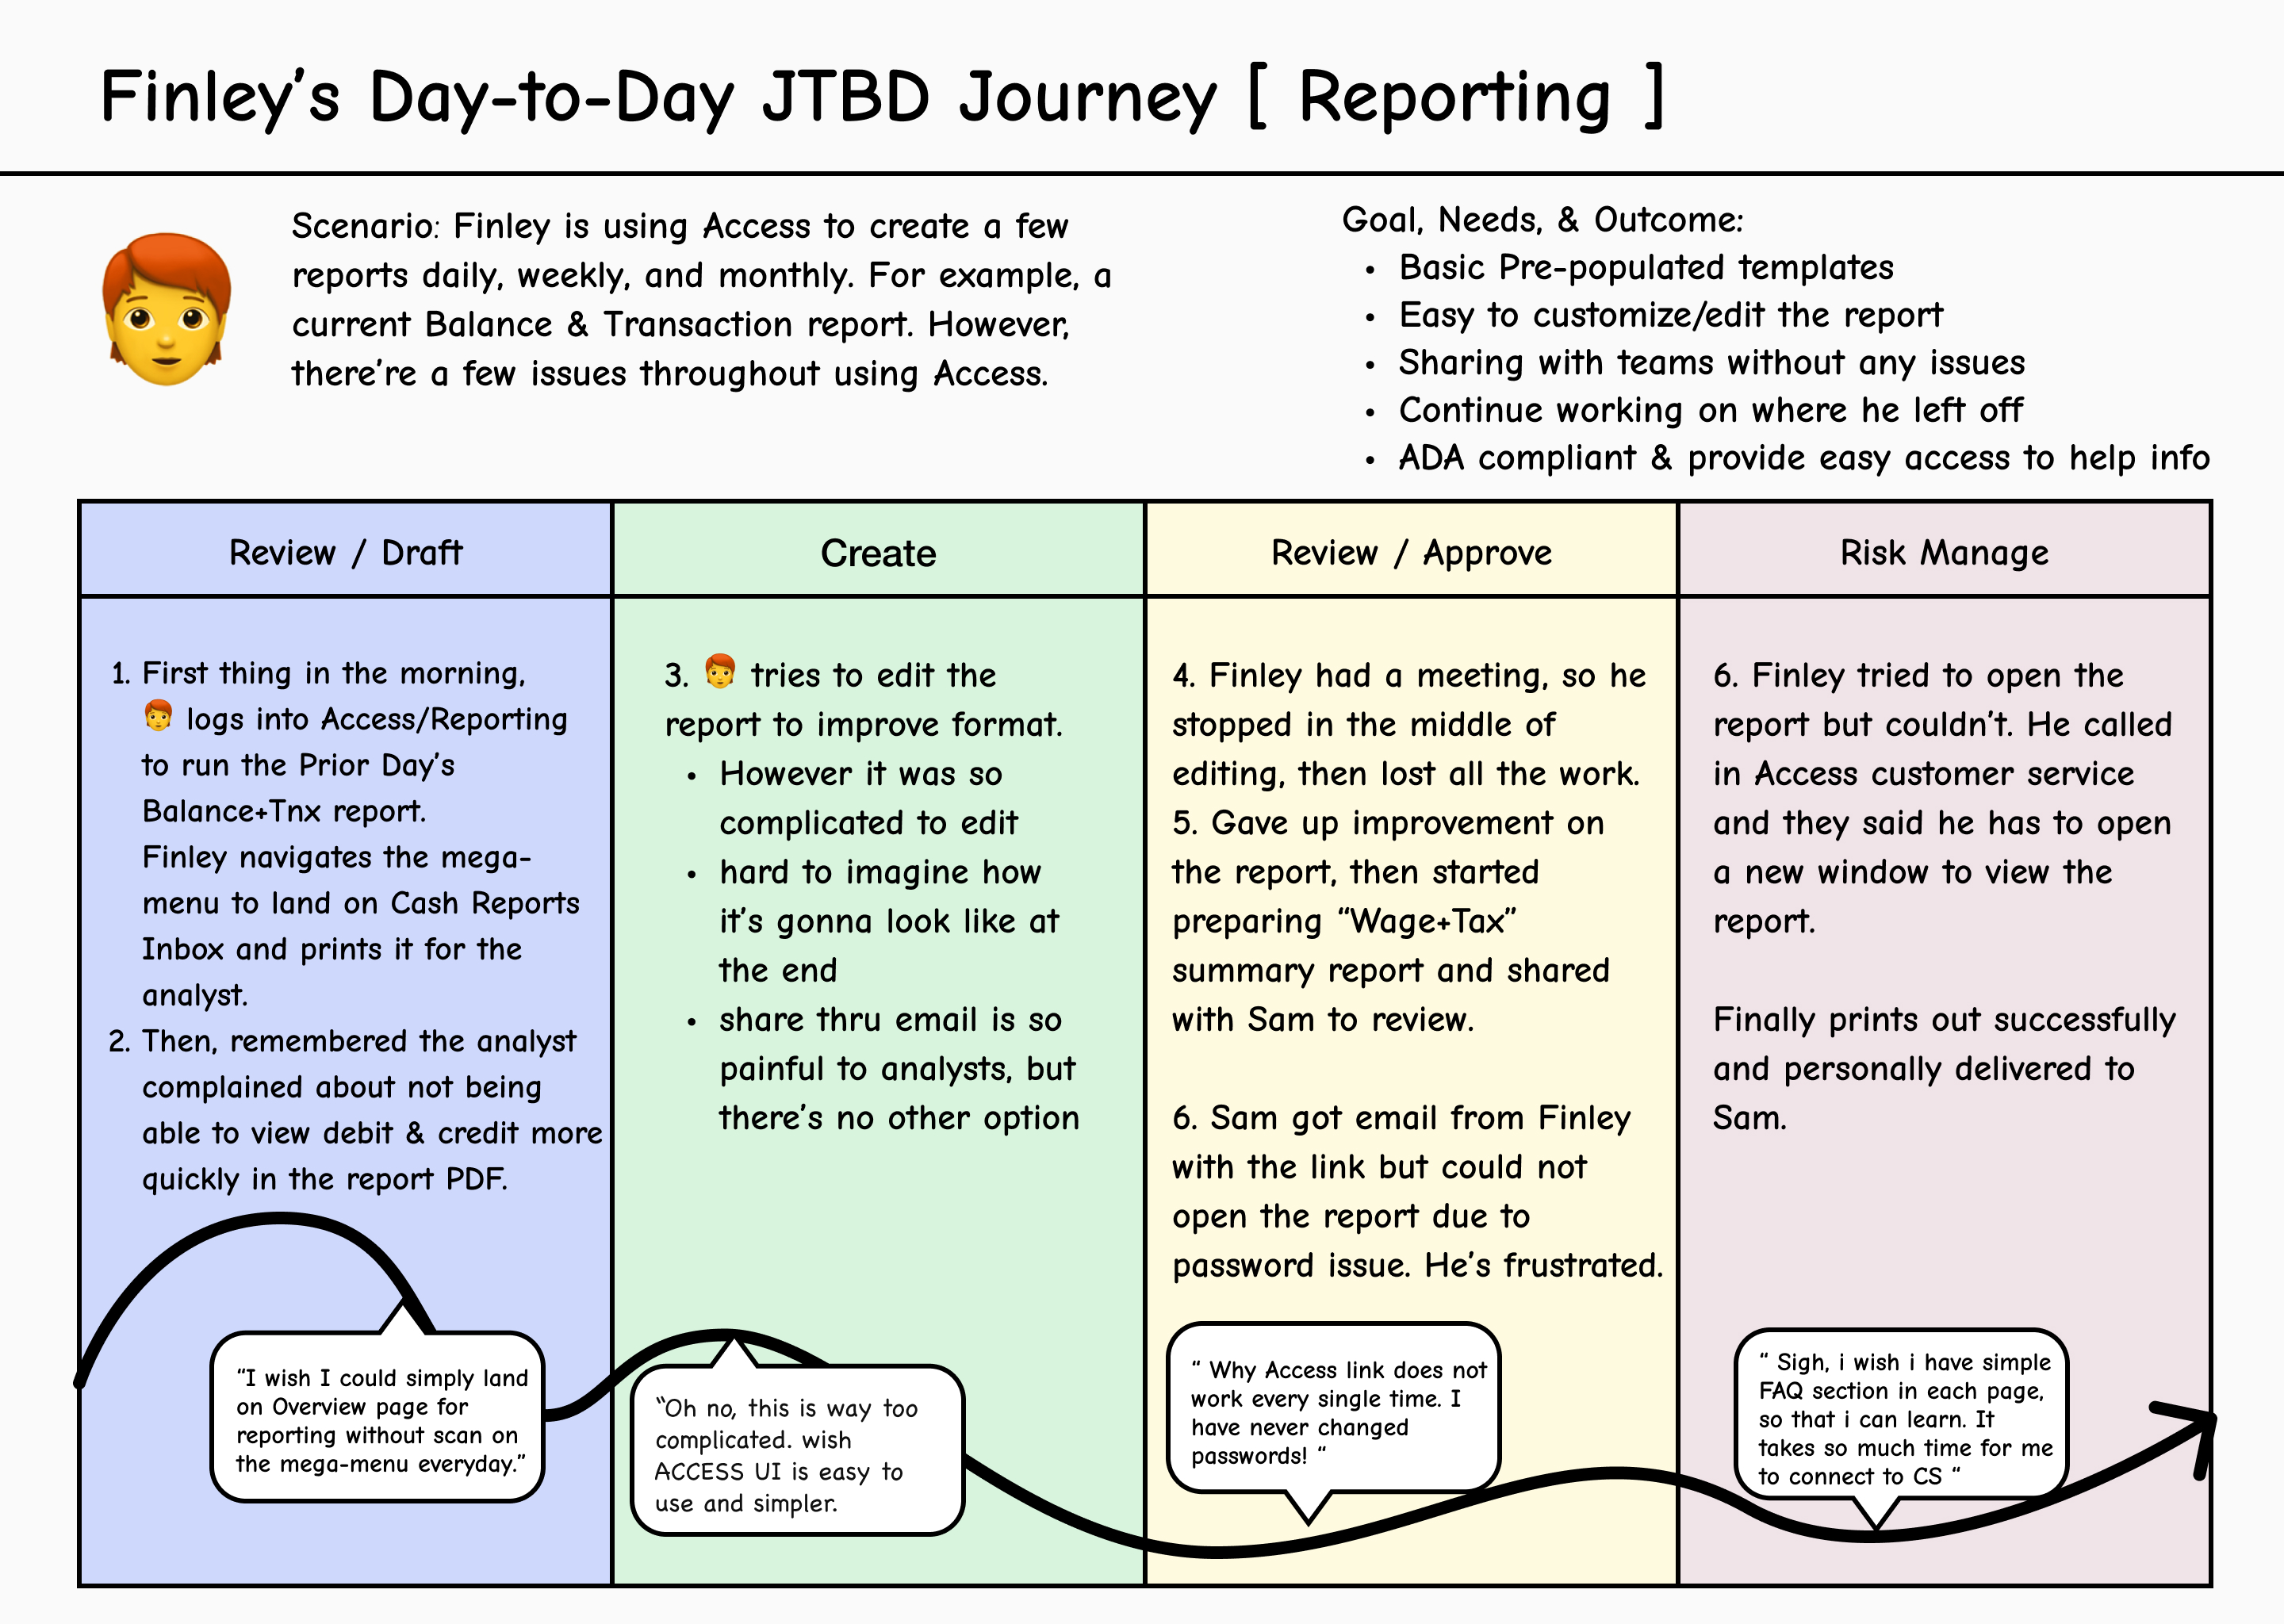 Finley’s Day-to-Day JTBD Journey [ Reporting ]
Scenario: Finley is using Access to create a few
reports daily, weekly, and monthly. For example, a
current Balance & Transaction report. However,
there’re a few issues throughout using Access.
Goal, Needs, & Outcome:
• Basic Pre-populated templates
• Easy to customize/edit the report
• Sharing with teams without any issues
• Continue working on where he left off
• ADA compliant & provide easy access to help info
Review / Draft
1. First thing in the morning,
logs into Access/Reporting
to run the Prior Day’s
Balance+Tnx report.
Finley navigates the mega-
menu to land on Cash Reports
Inbox and prints it for the
analyst.
2. Then, remembered the analyst
complained about not being
able to view debit & credit more
quickly in the report PDF.
“I wish I could simply land
on Overview page for
reporting without scan on
the mega-menu everyday.”
Create
3. tries to edit the
report to improve format.
• However it was so
complicated to edit
• hard to imagine how
it’s gonna look like at
the end
• share thru email is so
painful to analysts, but
there’s no other option
“Oh no, this is way too
complicated. wish
ACCESS UI is easy to
use and simpler.
Review / Approve
4. Finley had a meeting, so he
stopped in the middle of
editing, then lost all the work.
5. Gave up improvement on
the report, then started
preparing “Wage+Tax”
summary report and shared
with Sam to review.
6. Sam got email from Finley
with the link but could not
open the report due to
password issue. He’s frustrated.
“ Why Access link does not
work every single time. I
have never changed
passwords! “
Risk Manage
6. Finley tried to open the
report but couldn’t. He called
in Access customer service
and they said he has to open
a new window to view the
report.
Finally prints out successfully
and personally delivered to
Sam.
“ Sigh, i wish i have simple
FAQ section in each page,
so that i can learn. It
takes so much time for me
to connect to CS “